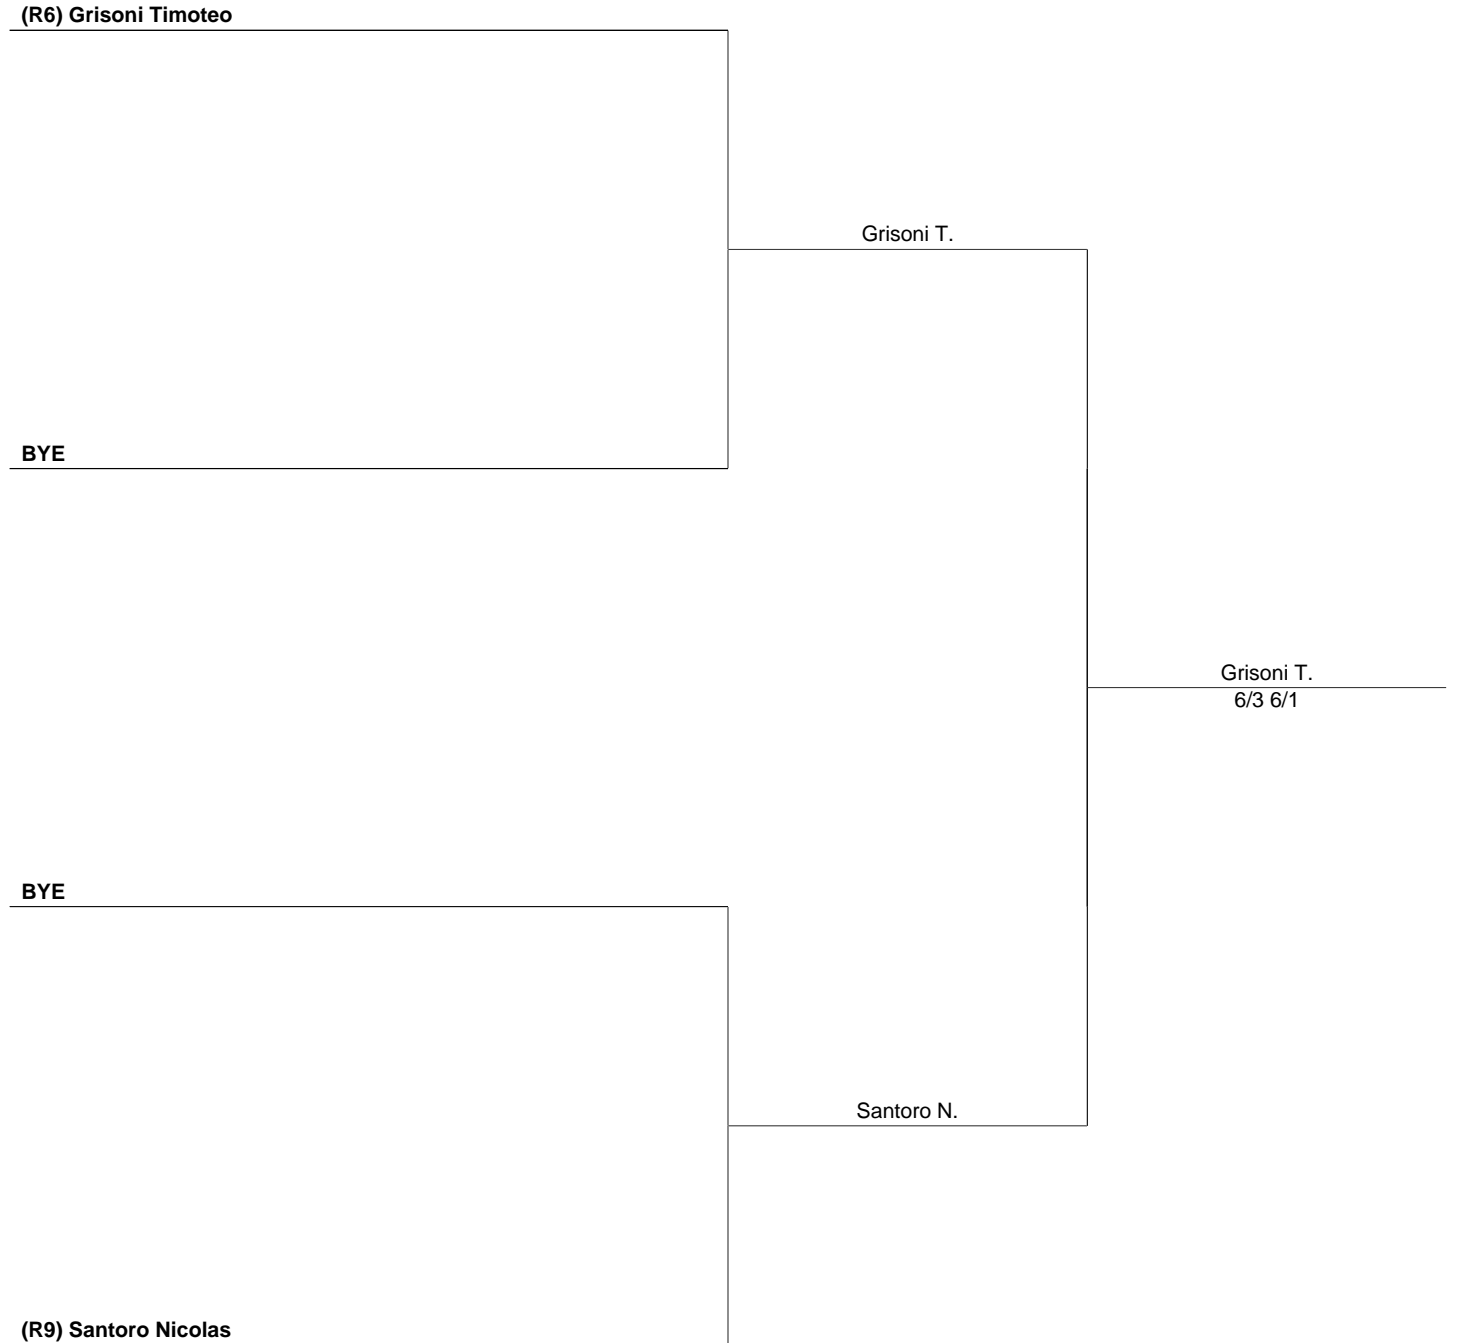 (R6) Grisoni Timoteo
Grisoni T.
BYE
Grisoni T.
6/3 6/1
BYE
Santoro N.
(R9) Santoro Nicolas